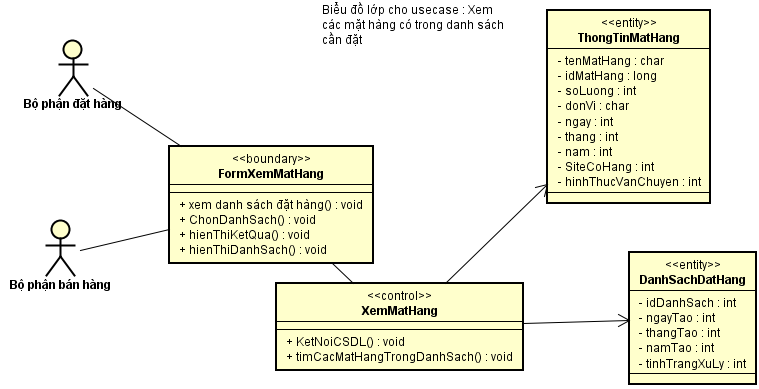 Biểu đồ lớp cho usecase : Xem
các mặt hàng có trong danh sách
cần đặt
<<entity>>
ThongTinMatHang
- tenMatHang : char
- idMatHang : long
- soLuong : int
- donVi : char
- ngay : int
- thang : int
- nam : int
- SiteCoHang : int
- hinhThucVanChuyen : int
Bộ phận đặt hàng
<<boundary>>
FormXemMatHang
+ xem danh sách đặt hàng() : void
+ ChonDanhSach() : void
+ hienThiKetQua() : void
+ hienThiDanhSach() : void
Bộ phận bán hàng
<<control>>
XemMatHang
+ KetNoiCSDL() : void
+ timCacMatHangTrongDanhSach() : void
<<entity>>
DanhSachDatHang
- idDanhSach : int
- ngayTao : int
- thangTao : int
- namTao : int
- tinhTrangXuLy : int